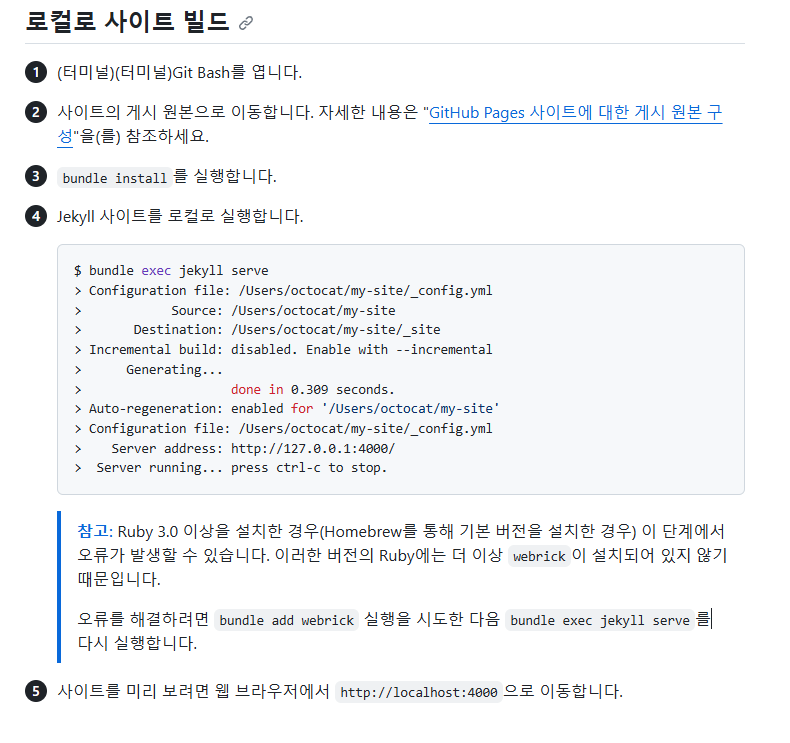 로컬로 사이트 빌드
1 (터미널)(터미널)Git Bash를 엽니다.
2 사이트의 게시 원본으로 이동합니다. 자세한 내용은 "GitHub Pages 사이트에 대한 게시 원본 구
성"을(를) 참조하세요.
3 bundle install 를 실행합니다.
4 Jekyll 사이트를 로컬로 실행합니다.
$ bundle exec jekyll serve
> Configuration file: /Users/octocat/my-site/_config.yml
>            Source: /Users/octocat/my-site
>       Destination: /Users/octocat/my-site/_site
> Incremental build: disabled. Enable with --incremental
>      Generating...
>                    done in 0.309 seconds.
> Auto-regeneration: enabled for '/Users/octocat/my-site'
> Configuration file: /Users/octocat/my-site/_config.yml
>    Server address: http://127.0.0.1:4000/
>  Server running... press ctrl-c to stop.
참고: Ruby 3.0 이상을 설치한 경우(Homebrew를 통해 기본 버전을 설치한 경우) 이 단계에서
오류가 발생할 수 있습니다. 이러한 버전의 Ruby에는 더 이상 webrick 이 설치되어 있지 않기
때문입니다.
오류를 해결하려면 bundle add webrick 실행을 시도한 다음 bundle exec jekyll serve 를
다시 실행합니다.
5 사이트를 미리 보려면 웹 브라우저에서 http://localhost:4000 으로 이동합니다.